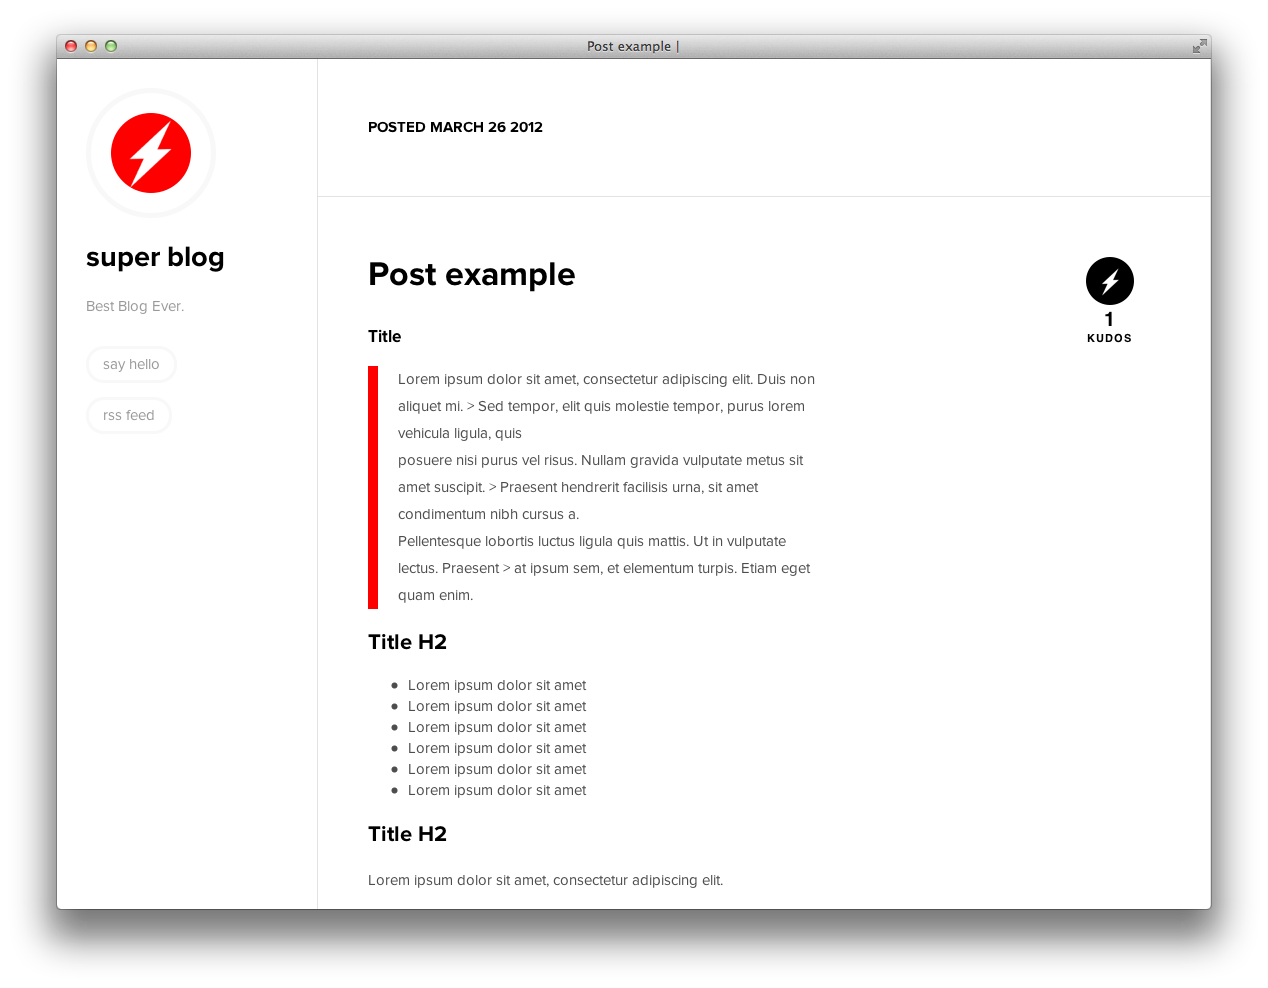 Post example |
super blog
Best Blog Ever.
say hello
rss feed
POSTED MARCH 26 2012
Post example
1
KUDOS
Title
Lorem ipsum dolor sit amet, consectetur adipiscing elit. Duis non
aliquet mi. > Sed tempor, elit quis molestie tempor, purus lorem
vehicula ligula, quis
posuere nisi purus vel risus. Nullam gravida vulputate metus sit
amet suscipit. > Praesent hendrerit facilisis urna, sit amet
condimentum nibh cursus a.
Pellentesque lobortis luctus ligula quis mattis. Ut in vulputate
lectus. Praesent > at ipsum sem, et elementum turpis. Etiam eget
quam enim.
Title H2
• Lorem ipsum dolor sit amet
• Lorem ipsum dolor sit amet
• Lorem ipsum dolor sit amet
• Lorem ipsum dolor sit amet
• Lorem ipsum dolor sit amet
• Lorem ipsum dolor sit amet
Title H2
Lorem ipsum dolor sit amet, consectetur adipiscing elit.